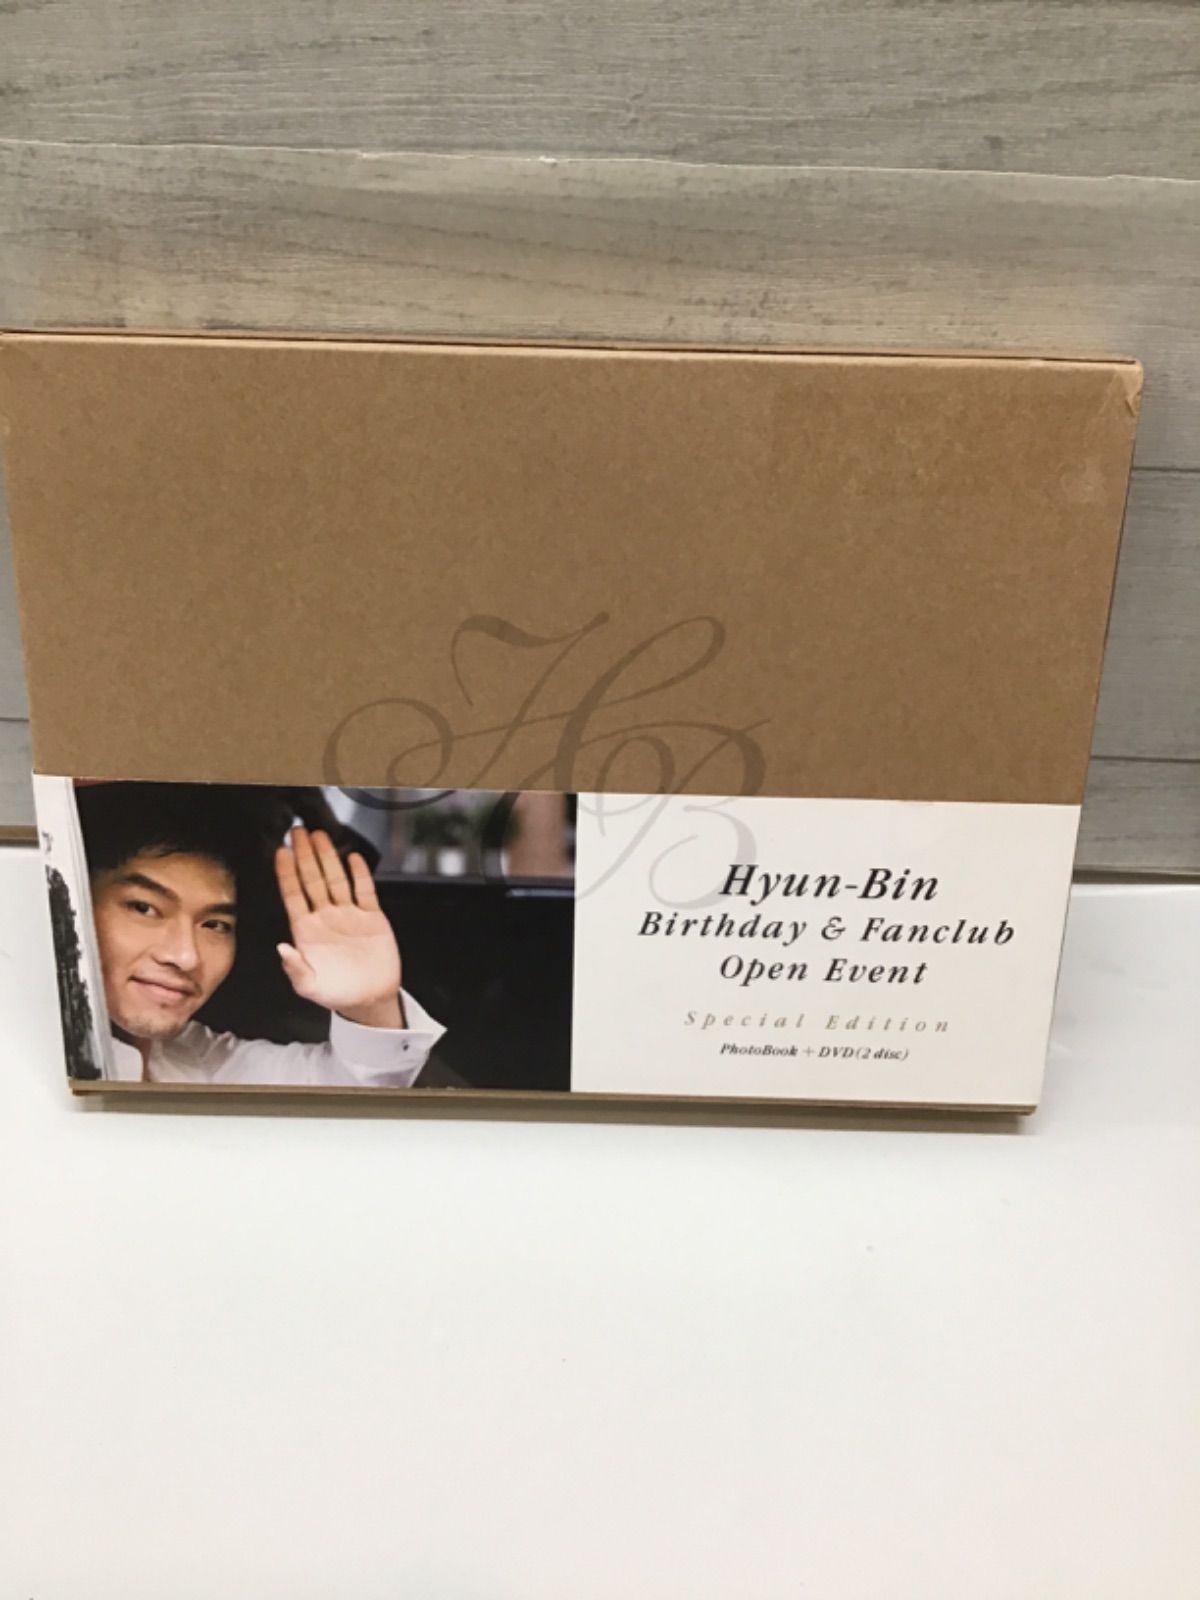 HB
Hyun-Bin
Birthday & Fanclub
Open Event
Special Edition
PhotoBook + DVD(2 disc)